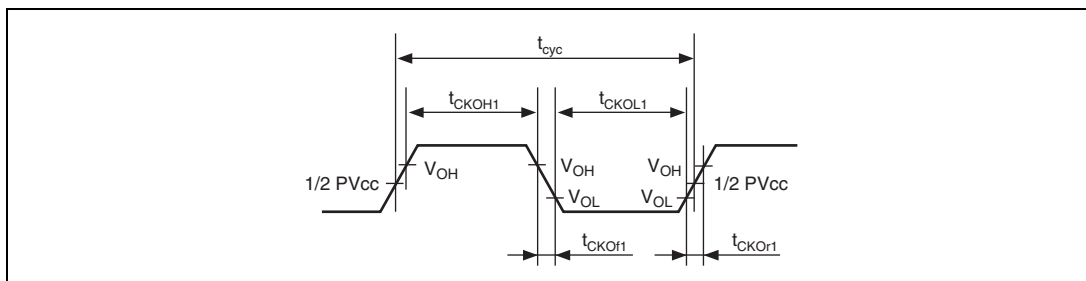 tcyc
tCKOH1 tCKOL1
VOH VOH VOH
1/2 PVcc 1/2 PVcc
VOL VOL
tCKOf1 tCKOr1